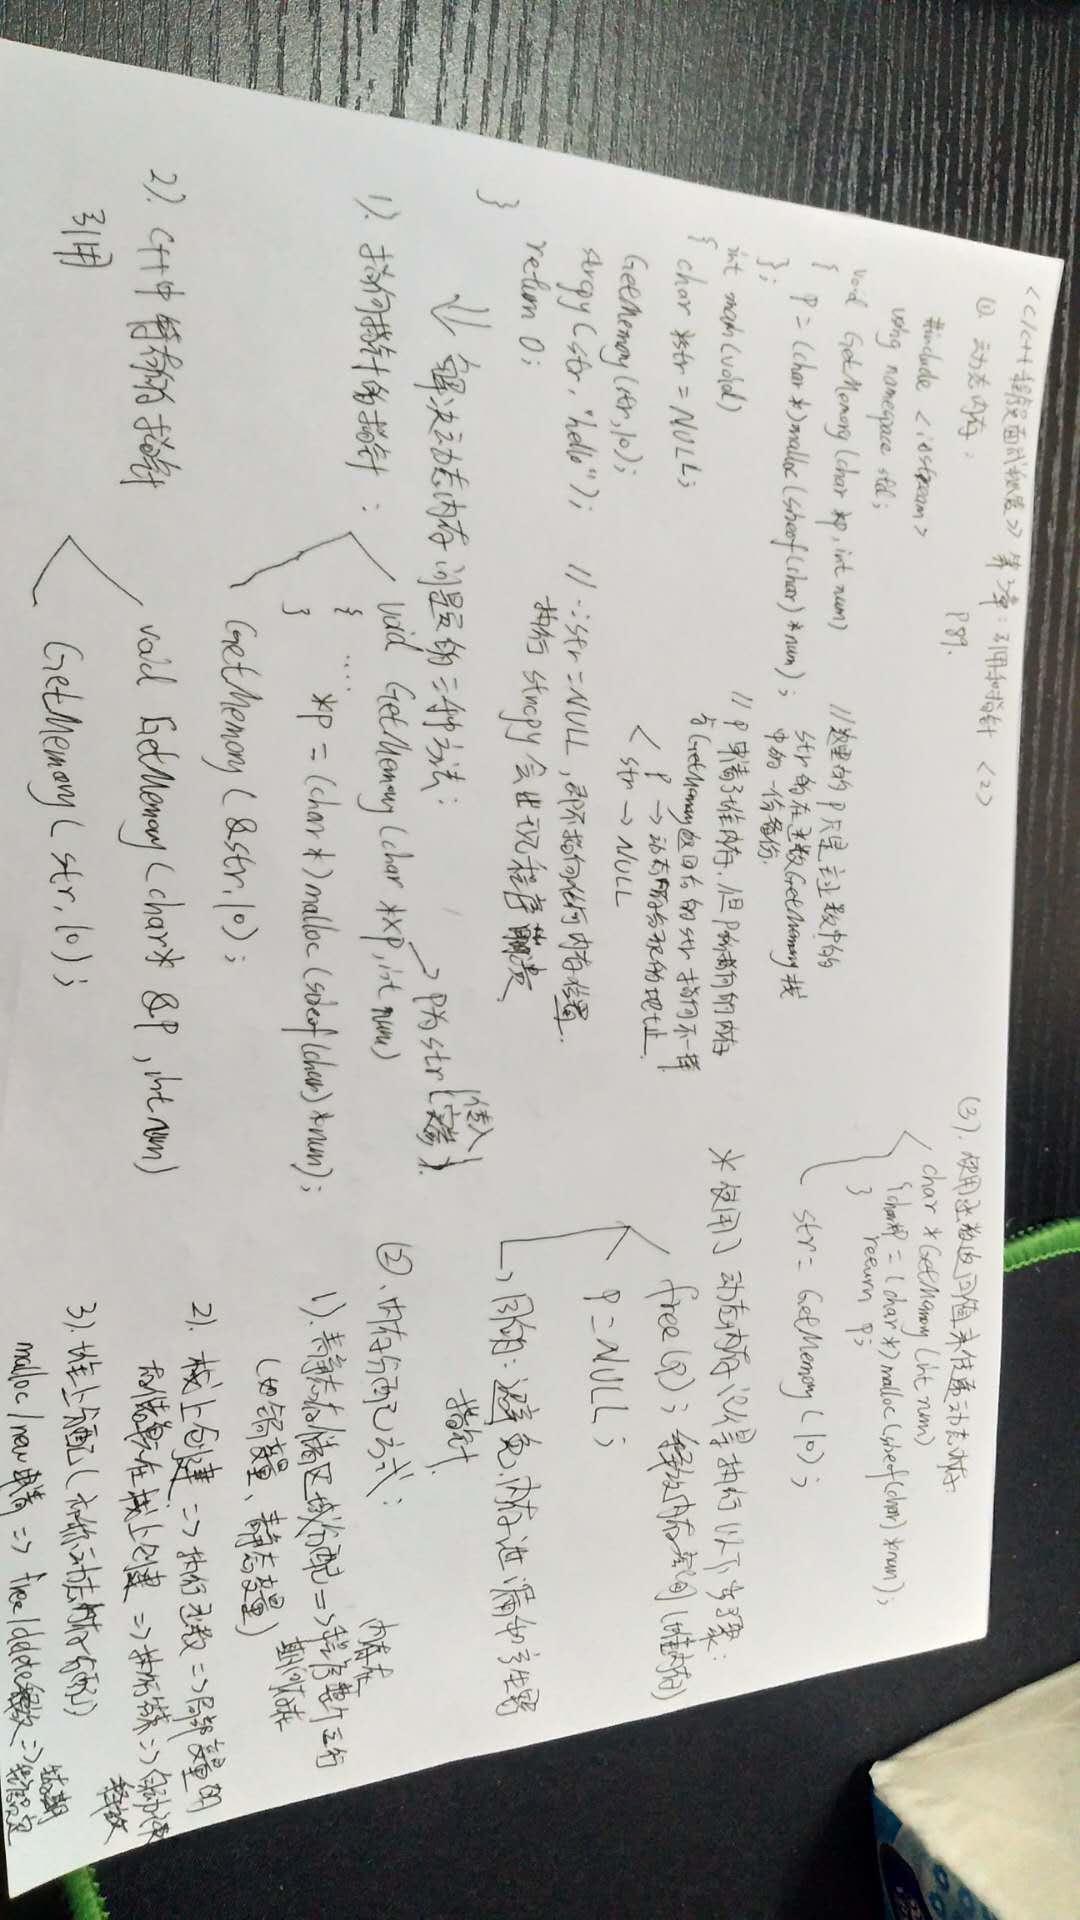 <C/C++程序员面试秘笈>> 第3章：引用和指针 <2>
P89.
①. 动态内存：
#include <iostream>
using namespace std;
void GetMemory(char *p, int num)
{
p = (char*)malloc(sizeof(char)*num);
};
//这里的p只是主业数中的
str的在函数GetMemory栈
中的一份备份.
int main(void)
{
char *str = NULL;
//p申请了堆内存,但p所指向的内存
与GetMemory返回后的str指向不一样
p → 动态内存分配的地址.
str → NULL
GetMemory(str,10);
strcpy(str, "hello");
//∵str=NULL,即不指向任何内存位置.
执行 strcpy 会出现程序崩溃
return 0;
}
⇓ 解决动态内存问题的三种方法：
1). 指向指针的指针：
void GetMemory(char **p, int num)
→ p为str (传入实参).
{ ....
*p = (char*)malloc(sizeof(char)*num);
}
GetMemory(&str,10);
2). C++中特有的指针
引用
void GetMemory(char* &p, int num)
GetMemory(str,10);
(3). 使用函数返回值来传递动态内存.
char *GetMemory(int num)
{char*p = (char*)malloc(sizeof(char)*num);
} return p;
str = GetMemory(10);
*使用了动态内存记得执行以下步骤：
free(p); 释放内存空间(堆内存)
p=NULL;
→目的：避免内存泄漏和产生野
指针.
②. 内存分配方式：
1). 静态存储区域分配=>内存在程序整个运行期间存在
(如全局变量、静态变量)
2). 栈上创建 => 执行函数 => 局部变量的
存储单元在栈上创建 => 执行结束 => 自动被
释放
3). 堆上分配(亦称动态内存分配)
malloc/new 申请 => free/delete释放 =>生存期